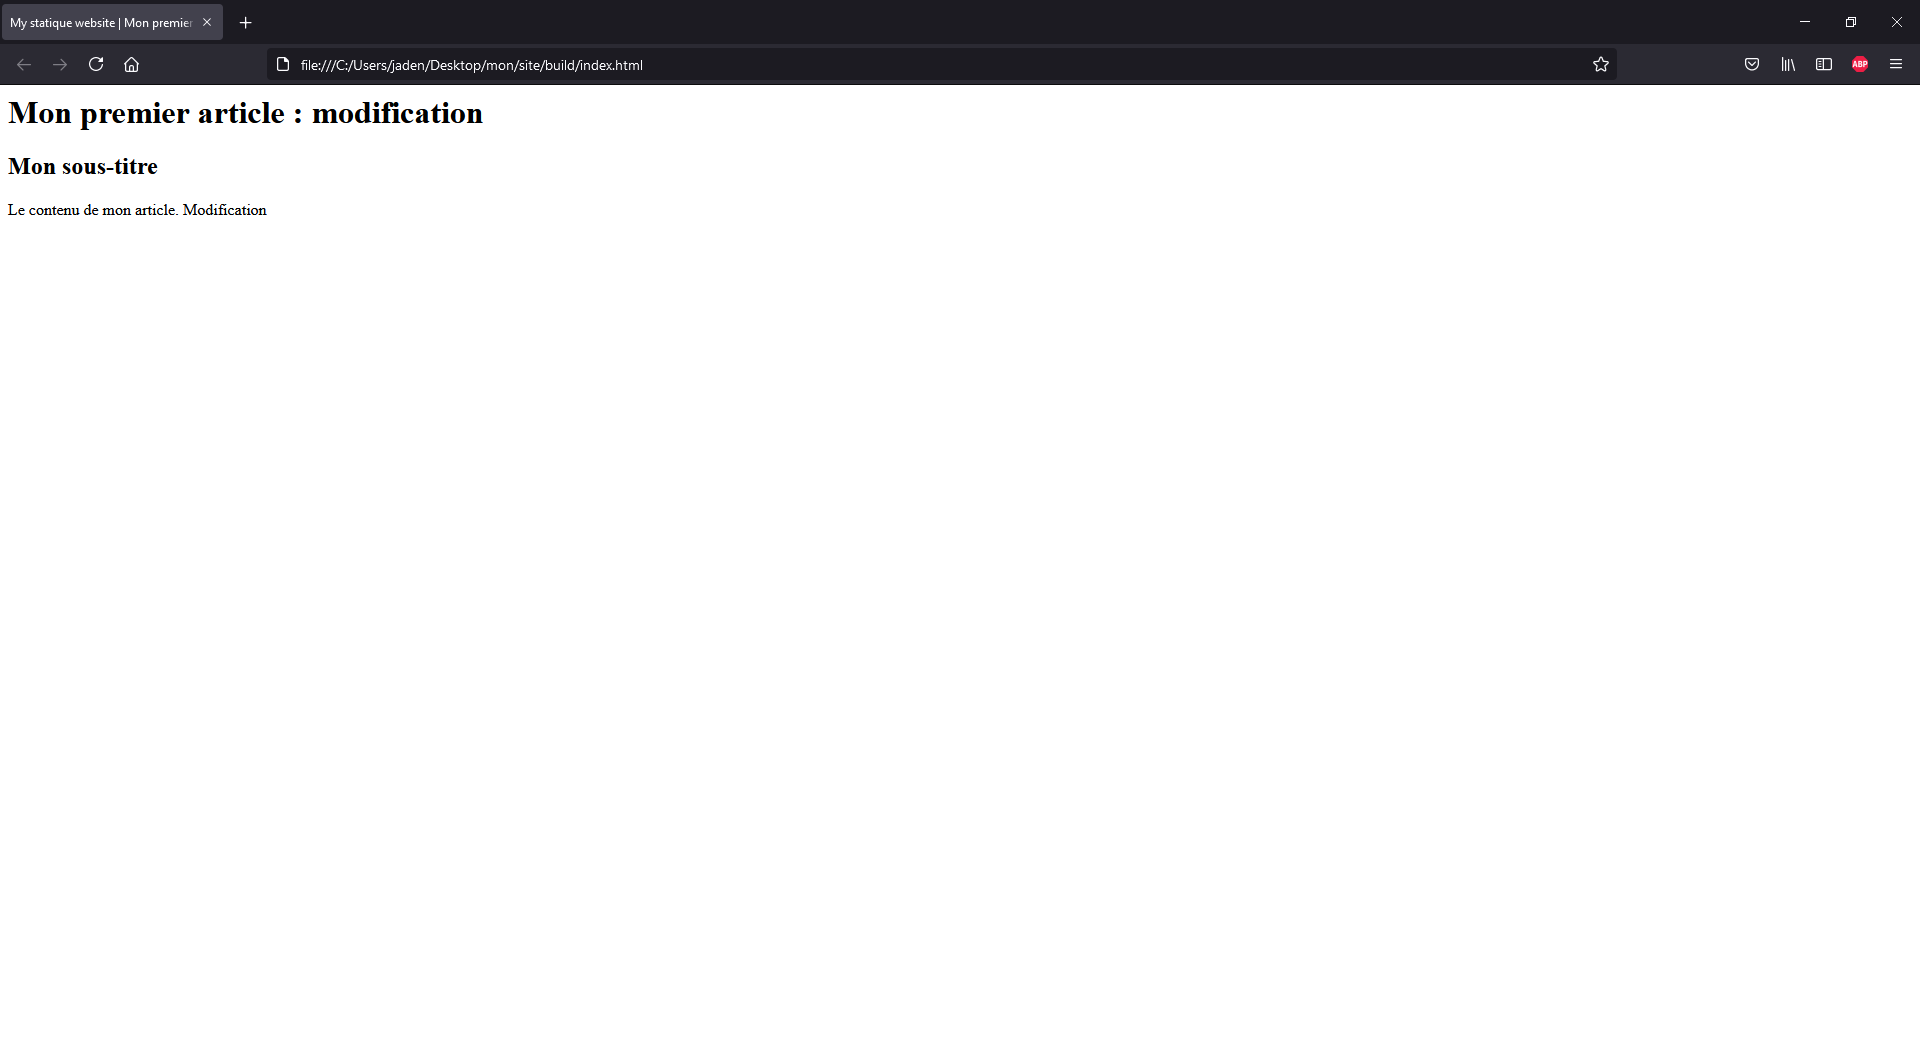 My statique website | Mon premier
file:///C:/Users/jaden/Desktop/mon/site/build/index.html
ABP
Mon premier article : modification
Mon sous-titre
Le contenu de mon article. Modification